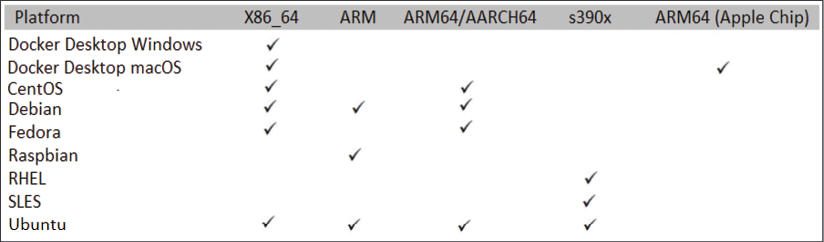 Platform X86_64 ARM ARM64/AARCH64 s390x ARM64 (Apple Chip)
Docker Desktop Windows ✓
Docker Desktop macOS ✓ ✓
CentOS ✓ ✓
Debian ✓ ✓ ✓
Fedora ✓ ✓
Raspbian ✓
RHEL ✓
SLES ✓
Ubuntu ✓ ✓ ✓ ✓